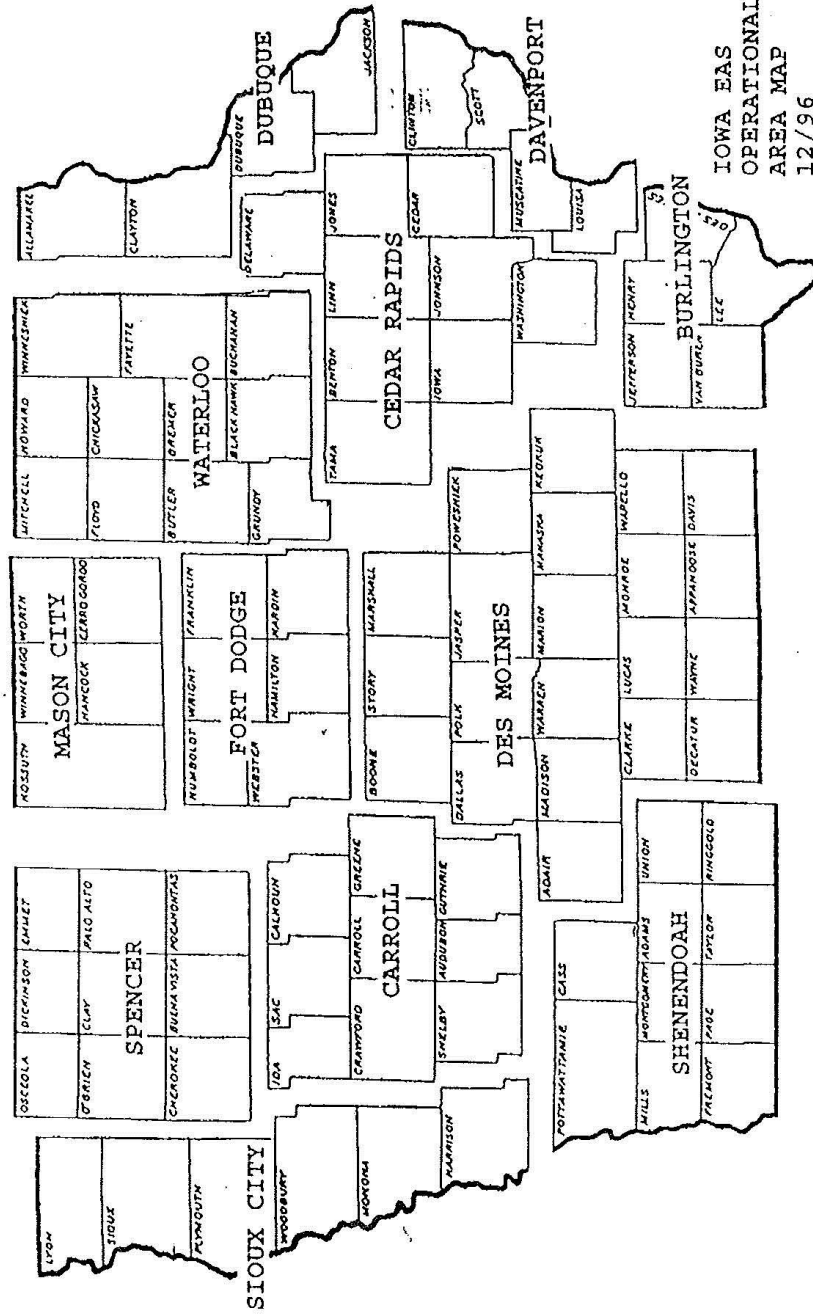 LYON
SIOUX
PLYMOUTH
SIOUX CITY
WOODBURY
MONONA
HARRISON
OSCEOLA DICKINSON EMMET
O'BRIEN CLAY PALO ALTO
SPENCER
CHEROKEE BUENA VISTA POCAHONTAS
IDA SAC CALHOUN
CRAWFORD CARROLL GREENE
CARROLL
SHELBY AUDUBON GUTHRIE
POTTAWATTAMIE CASS
MILLS MONTGOMERY ADAMS UNION
SHENENDOAH
FREMONT PAGE TAYLOR RINGGOLD
KOSSUTH WINNEBAGO WORTH
MASON CITY
HANCOCK CERRO GORDO
HUMBOLDT WRIGHT FRANKLIN
FORT DODGE
WEBSTER HAMILTON HARDIN
BOONE STORY MARSHALL
DALLAS POLK JASPER POWESHIEK
DES MOINES
ADAIR MADISON WARREN MARION MAHASKA KEOKUK
CLARKE LUCAS MONROE WAPELLO
DECATUR WAYNE APPANOOSE DAVIS
MITCHELL HOWARD WINNESHIEK
FLOYD CHICKASAW FAYETTE
BUTLER BREMER
WATERLOO
GRUNDY BLACK HAWK BUCHANAN
TAMA BENTON LINN JONES
CEDAR RAPIDS
IOWA JOHNSON CEDAR
WASHINGTON
ALLAMAKEE
CLAYTON
DELAWARE DUBUQUE
DUBUQUE
JACKSON
CLINTON
SCOTT
DAVENPORT
MUSCATINE
LOUISA
JEFFERSON HENRY DES
BURLINGTON
VAN BUREN LEE
IOWA EAS
OPERATIONAL
AREA MAP
12/96